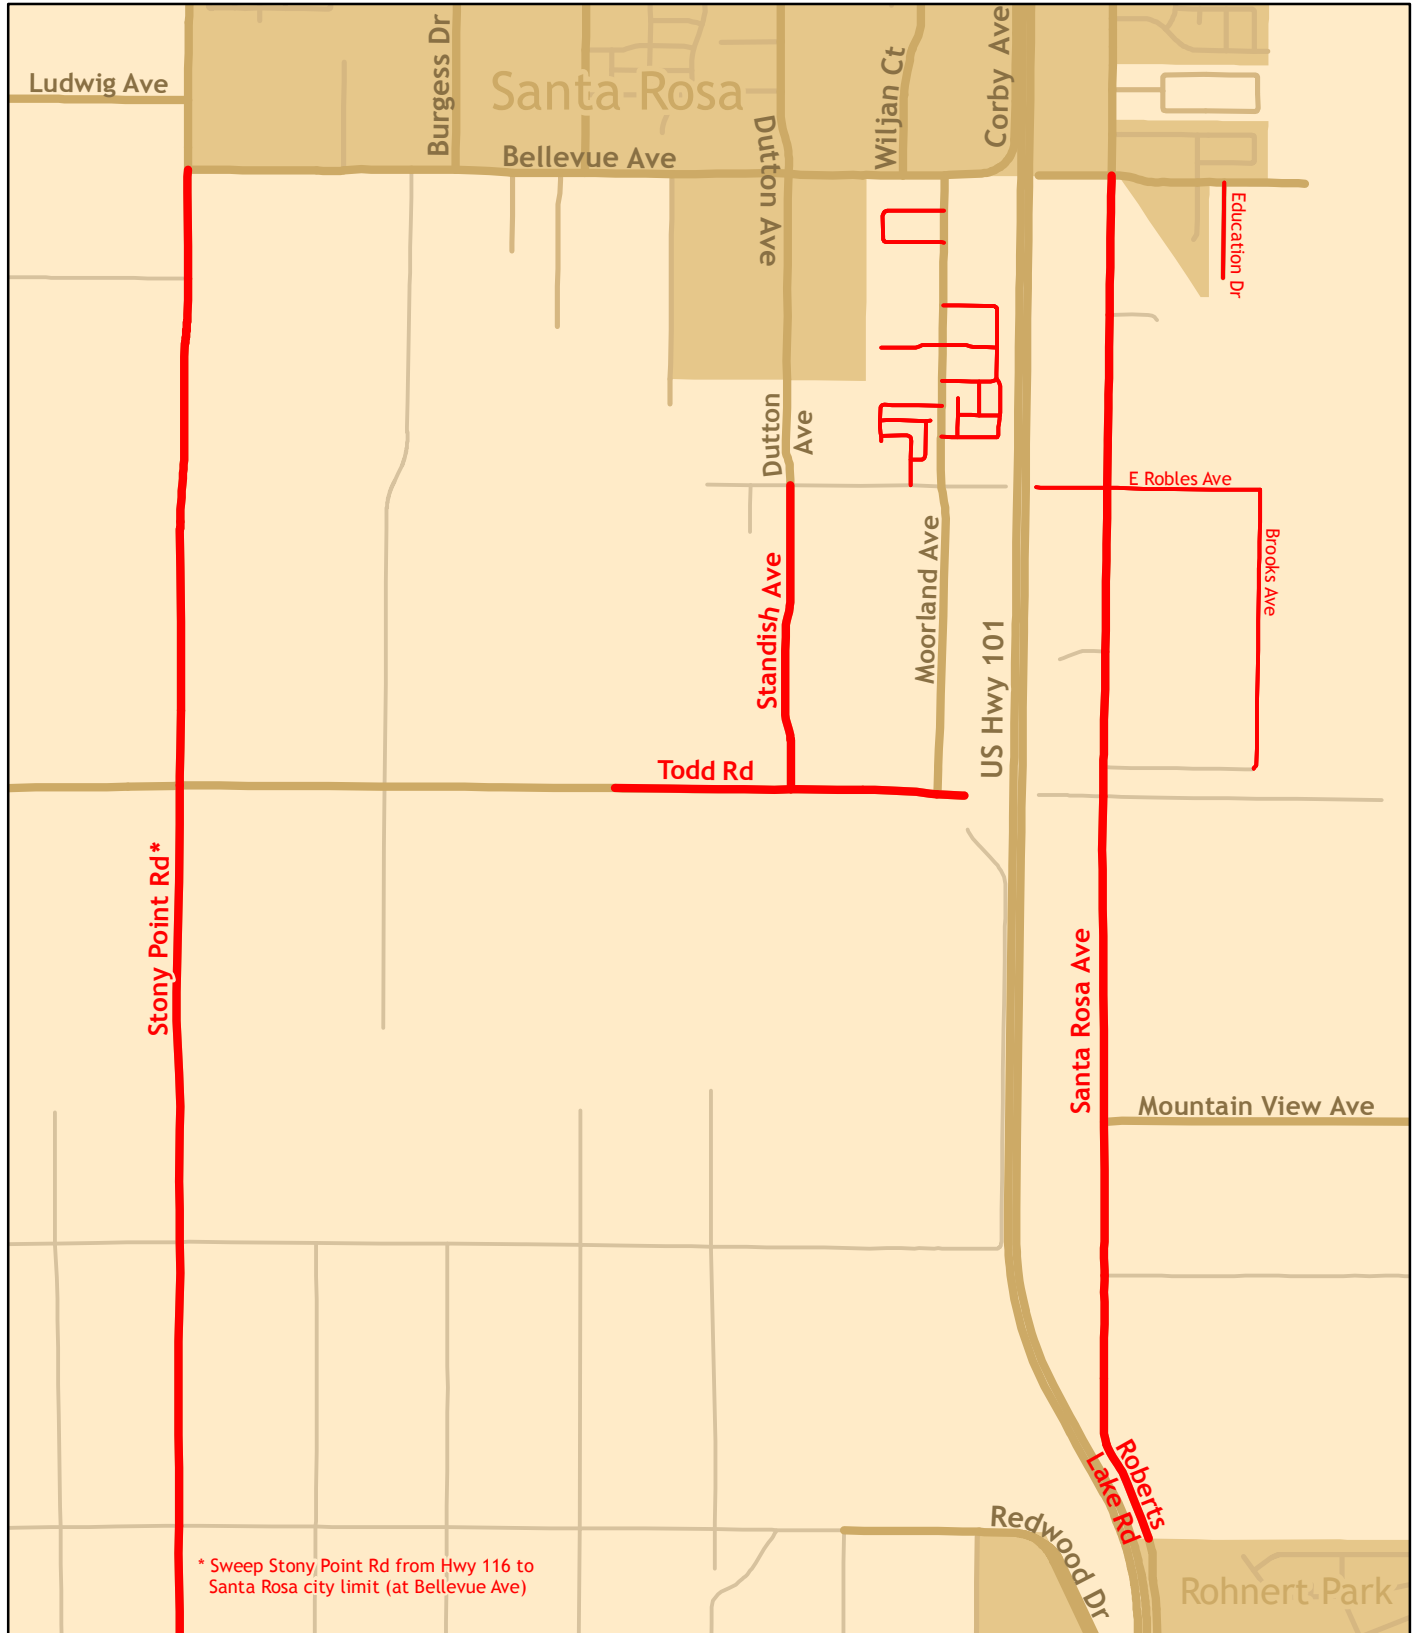 Burgess Dr
Wiljan Ct
Corby Ave
Ludwig Ave
Santa Rosa
Dutton Ave
Bellevue Ave
Education Dr
Dutton
Ave
E Robles Ave
Moorland Ave
Brooks Ave
Standish Ave
US Hwy 101
Todd Rd
Stony Point Rd*
Santa Rosa Ave
Mountain View Ave
Roberts
Lake Rd
Redwood Dr
* Sweep Stony Point Rd from Hwy 116 to
Santa Rosa city limit (at Bellevue Ave)
Rohnert Park